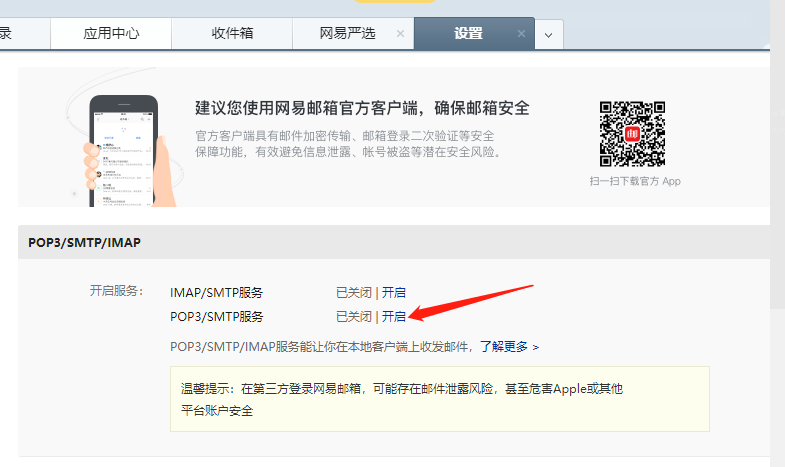 录
应用中心
收件箱
网易严选 ×
设置 ×
建议您使用网易邮箱官方客户端，确保邮箱安全
官方客户端具有邮件加密传输、邮箱登录二次验证等安全
保障功能，有效避免信息泄露、帐号被盗等潜在安全风险。
邮
扫一扫下载官方 App
POP3/SMTP/IMAP
开启服务： IMAP/SMTP服务 已关闭 | 开启
POP3/SMTP服务 已关闭 | 开启
POP3/SMTP/IMAP服务能让你在本地客户端上收发邮件，了解更多 >
温馨提示：在第三方登录网易邮箱，可能存在邮件泄露风险，甚至危害Apple或其他
平台账户安全